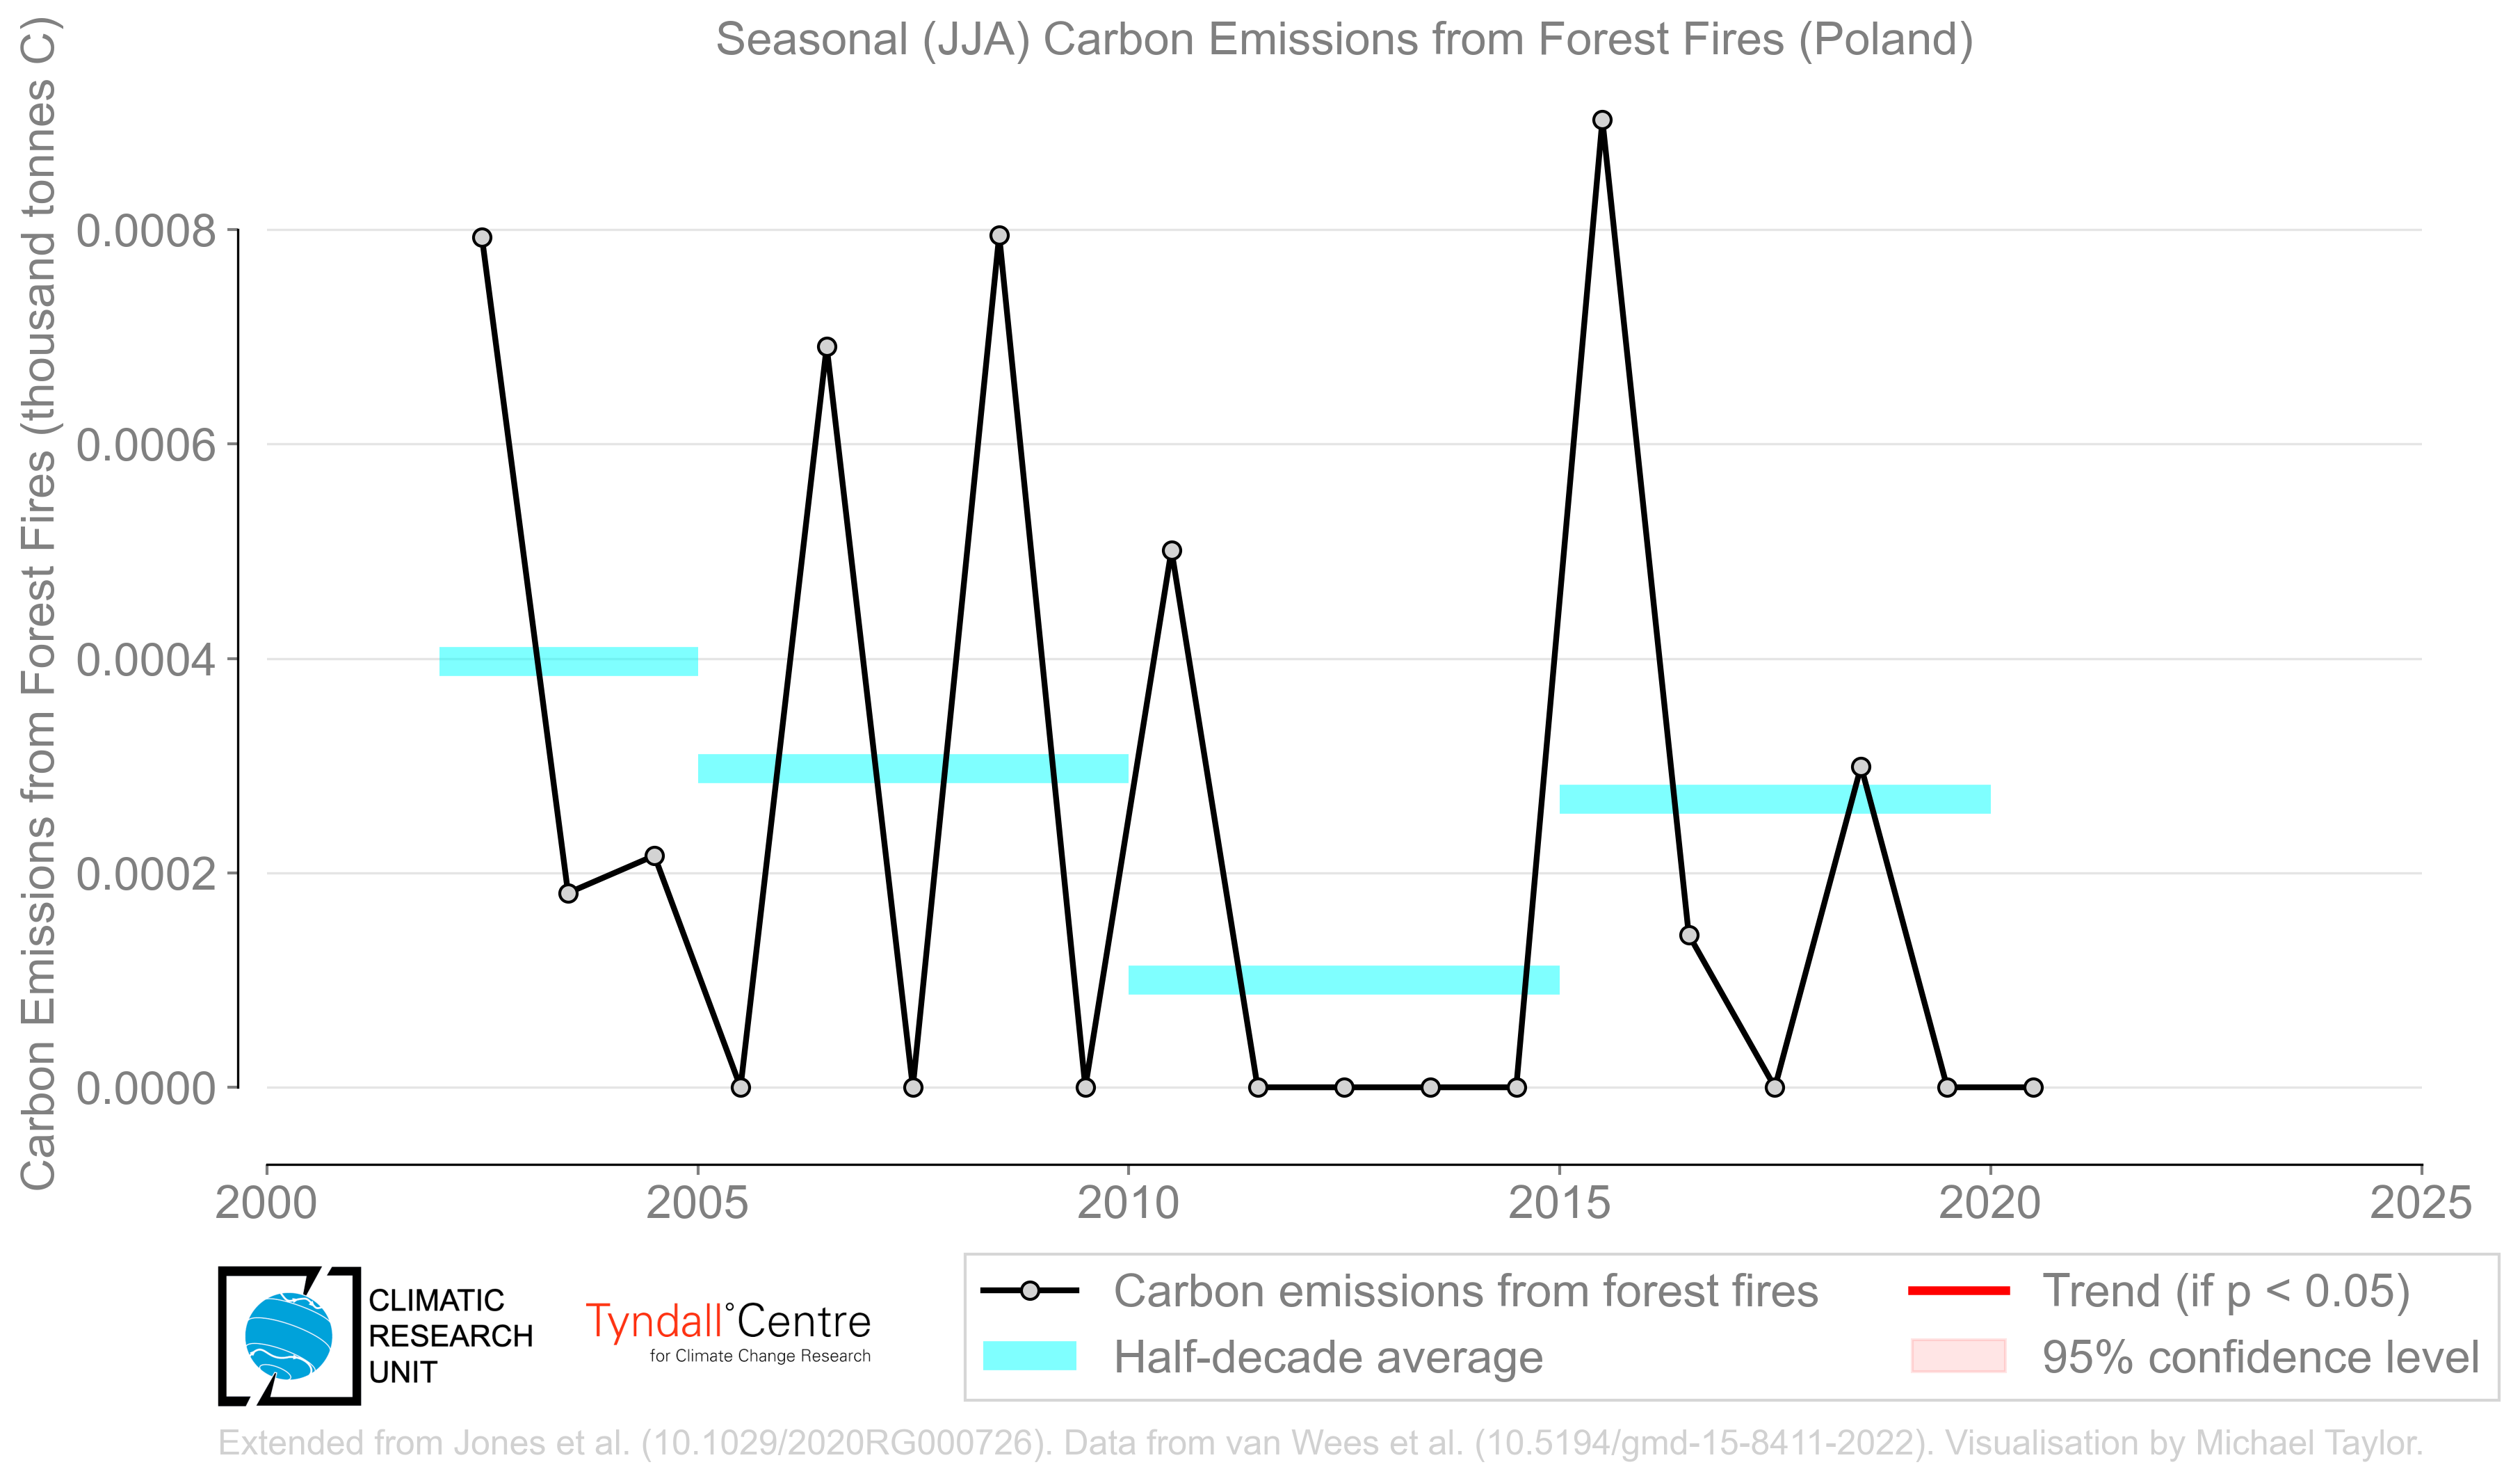 Seasonal (JJA) Carbon Emissions from Forest Fires (Poland)
Carbon Emissions from Forest Fires (thousand tonnes C)
0.0008
0.0006
0.0004
0.0002
0.0000
2000 2005 2010 2015 2020 2025
CLIMATIC
RESEARCH
UNIT
Tyndall°Centre
for Climate Change Research
Carbon emissions from forest fires
Half-decade average
Trend (if p < 0.05)
95% confidence level
Extended from Jones et al. (10.1029/2020RG000726). Data from van Wees et al. (10.5194/gmd-15-8411-2022). Visualisation by Michael Taylor.